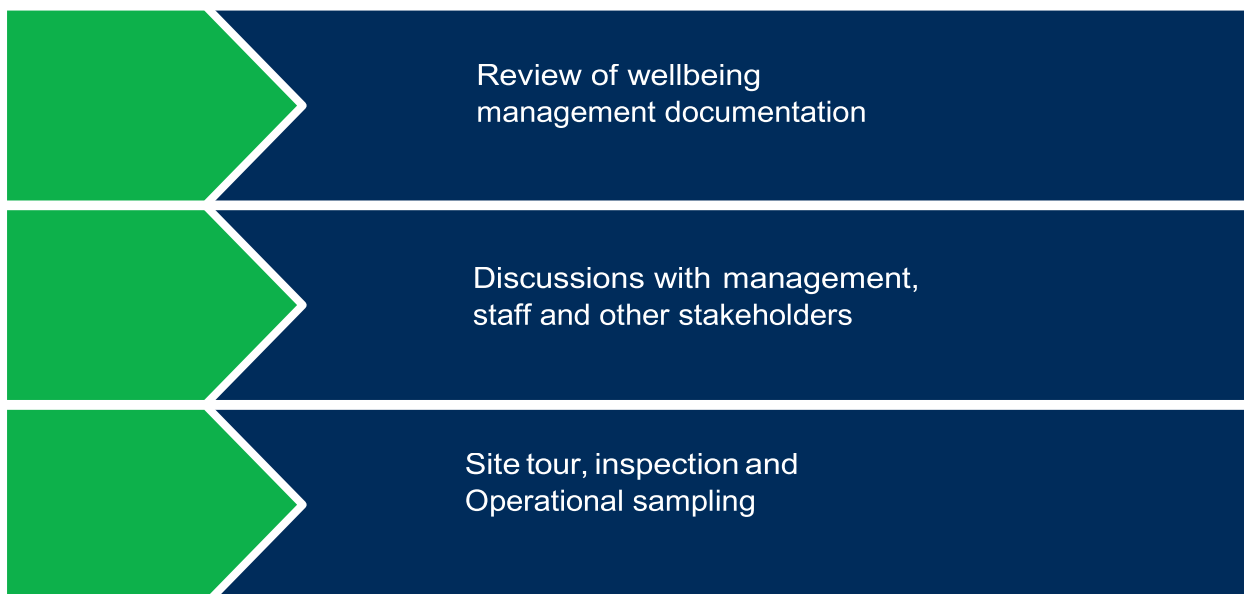 Review of wellbeing
management documentation
Discussions with management,
staff and other stakeholders
Site tour, inspection and
Operational sampling